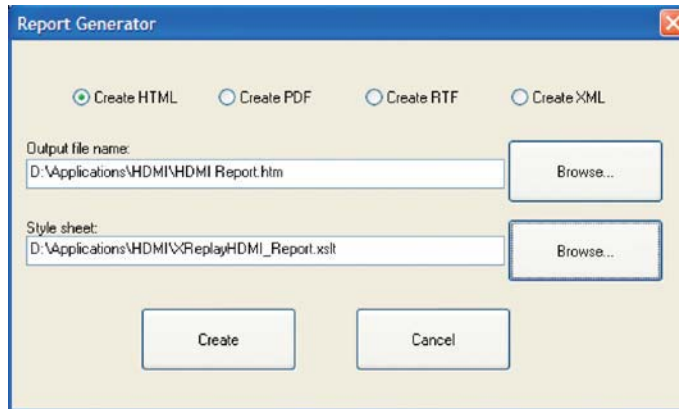 Report Generator
Create HTML Create PDF Create RTF Create XML
Output file name:
D:\Applications\HDMI\HDMI Report.htm
Browse...
Style sheet:
D:\Applications\HDMI\XReplayHDMI_Report.xslt
Browse...
Create Cancel